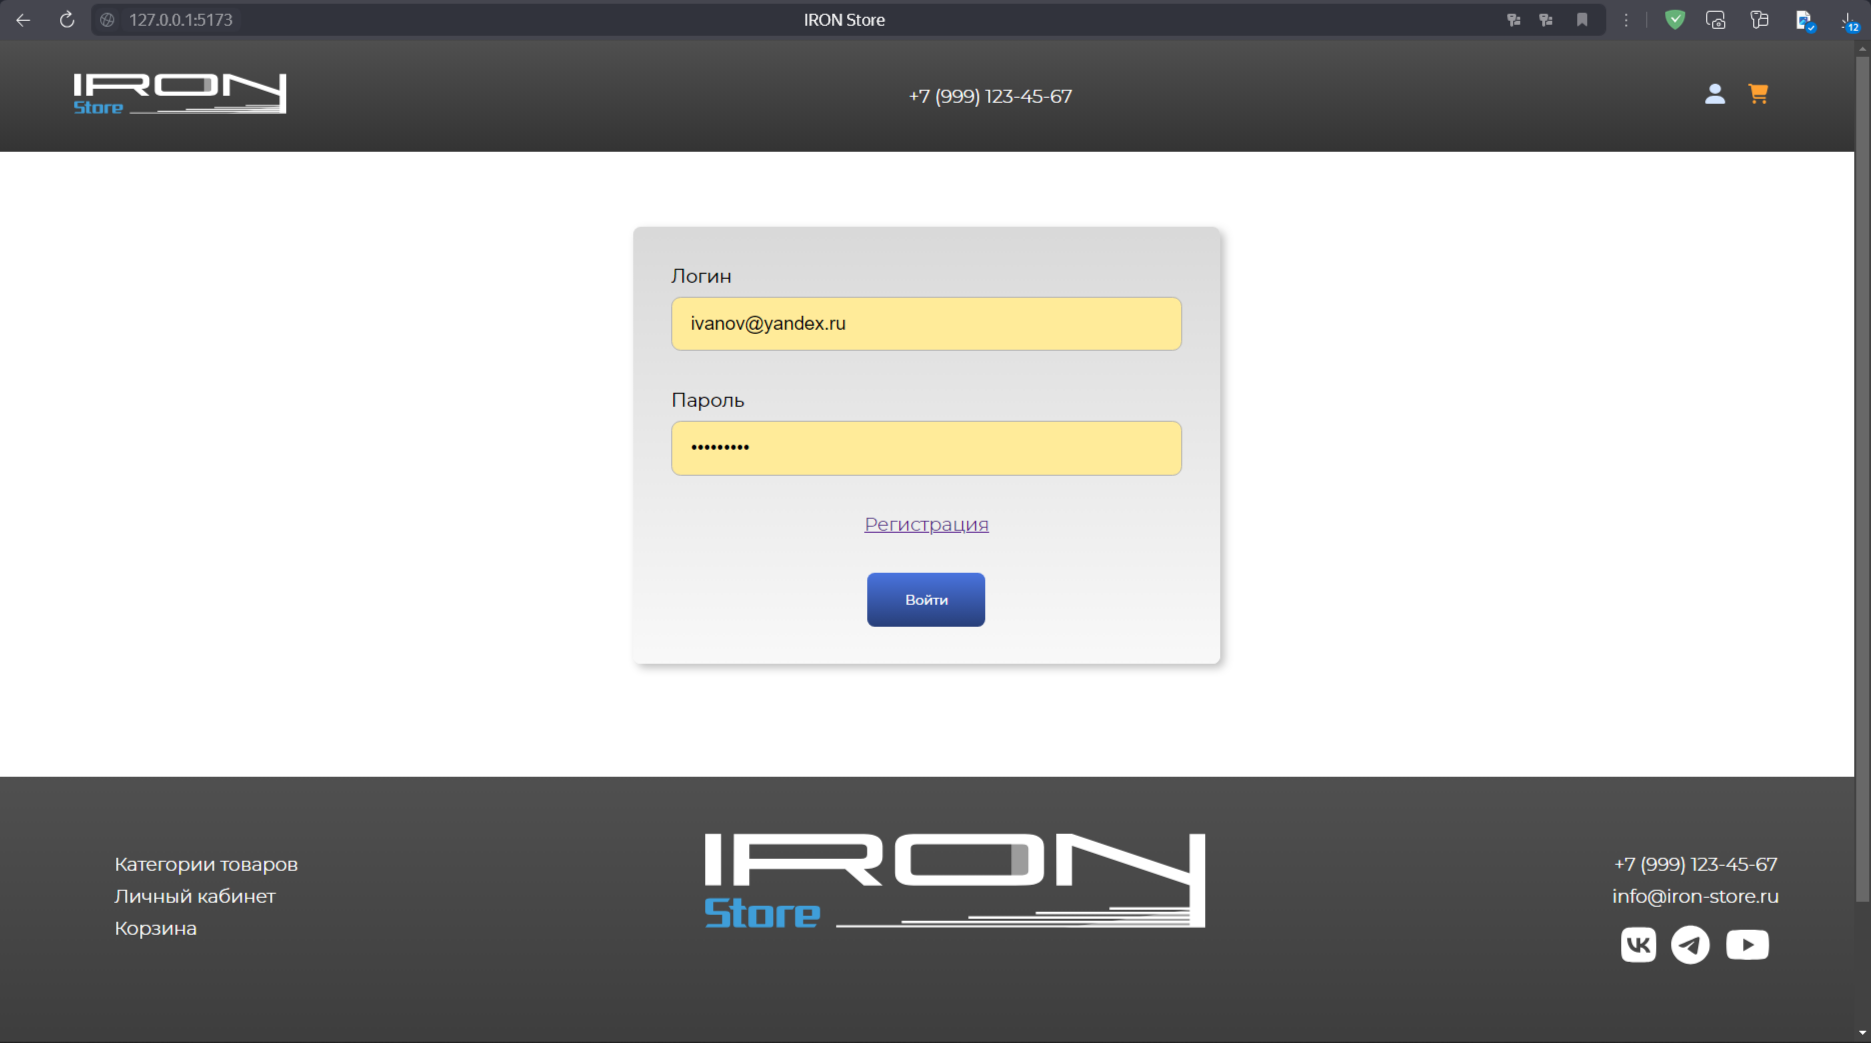 127.0.0.1:5173
IRON Store
12
IRON
Store
+7 (999) 123-45-67
Логин
ivanov@yandex.ru
Пароль
•••••••••
Регистрация
Войти
Категории товаров
Личный кабинет
Корзина
IRON
Store
+7 (999) 123-45-67
info@iron-store.ru